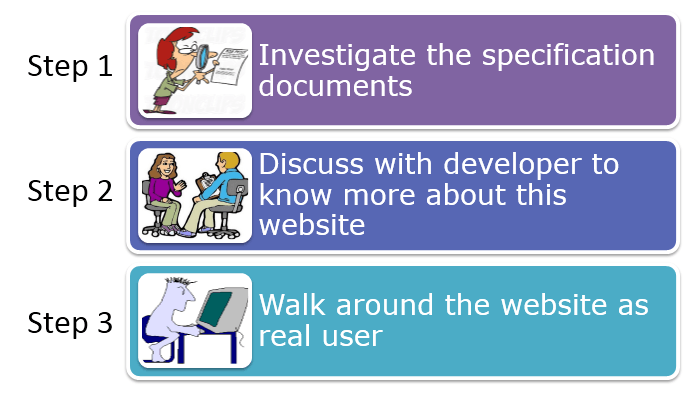 Step 1
Investigate the specification
documents
Step 2
Discuss with developer to
know more about this
website
Step 3
Walk around the website as
real user